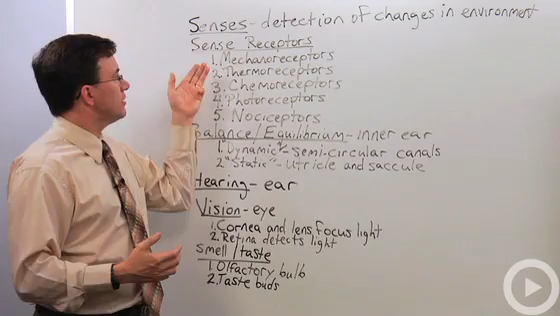 Senses - detection of changes in environment
Sense Receptors
1. Mechanoreceptors
2. Thermoreceptors
3. Chemoreceptors
4. Photoreceptors
5. Nociceptors
Balance/Equilibrium - inner ear
1. "Dynamic" - semi-circular canals
2. "Static" - Utricle and saccule
Hearing - ear
Vision - eye
1. Cornea and lens focus light
2. Retina detects light
Smell/taste
1. Olfactory bulb
2. Taste buds